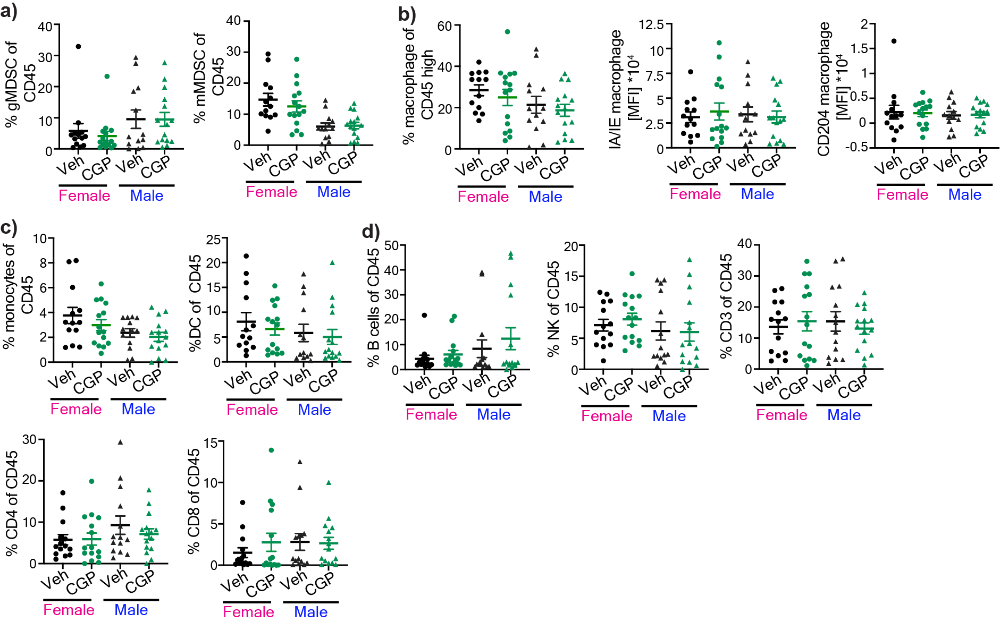 a)
% gMDSC of
CD45
40
30
20
10
0
Veh
CGP
Veh
CGP
Female
Male
% mMDSC of
CD45
40
30
20
10
0
Veh
CGP
Veh
CGP
Female
Male
b)
% macrophage of
CD45 high
60
40
20
0
Veh
CGP
Veh
CGP
Female
Male
IA/IE macrophage
[MFI] *10⁴
12.5
10
7.5
5
2.5
0
Veh
CGP
Veh
CGP
Female
Male
CD204 macrophage
[MFI] *10⁴
2
1.5
1
0.5
0
-0.5
Veh
CGP
Veh
CGP
Female
Male
c)
% monocytes of
CD45
10
8
6
4
2
0
Veh
CGP
Veh
CGP
Female
Male
%DC of CD45
25
20
15
10
5
0
Veh
CGP
Veh
CGP
Female
Male
d)
% B cells of CD45
50
40
30
20
10
0
Veh
CGP
Veh
CGP
Female
Male
% NK of CD45
20
15
10
5
0
Veh
CGP
Veh
CGP
Female
Male
% CD3 of CD45
40
30
20
10
0
Veh
CGP
Veh
CGP
Female
Male
% CD4 of CD45
30
20
10
0
Veh
CGP
Veh
CGP
Female
Male
% CD8 of CD45
15
10
5
0
Veh
CGP
Veh
CGP
Female
Male